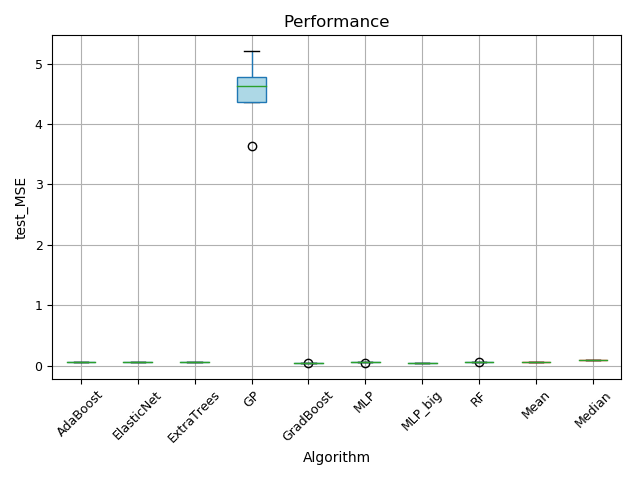 Performance
test_MSE
5
4
3
2
1
0
AdaBoost
ElasticNet
ExtraTrees
GP
GradBoost
MLP
MLP_big
RF
Mean
Median
Algorithm